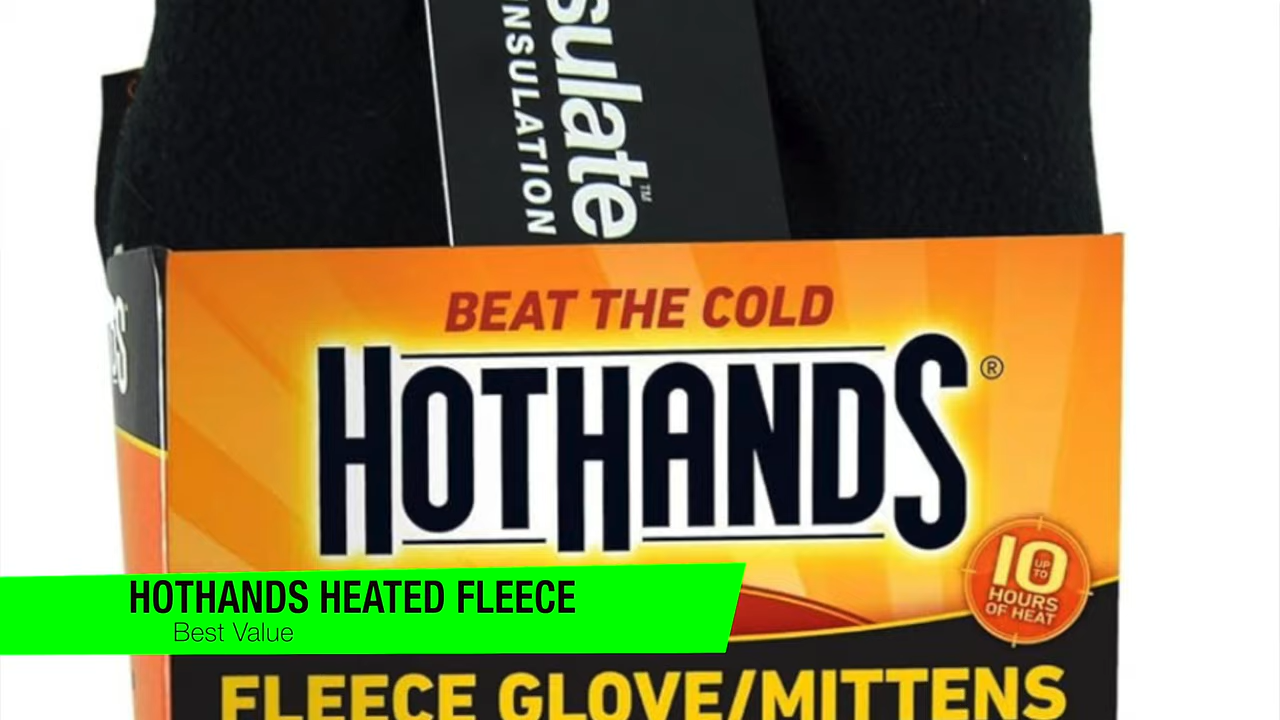 sulate™
INSULATION
BEAT THE COLD
HOTHANDS®
10
UP TO
HOURS
OF HEAT
HOTHANDS HEATED FLEECE
Best Value
FLEECE GLOVE/MITTENS